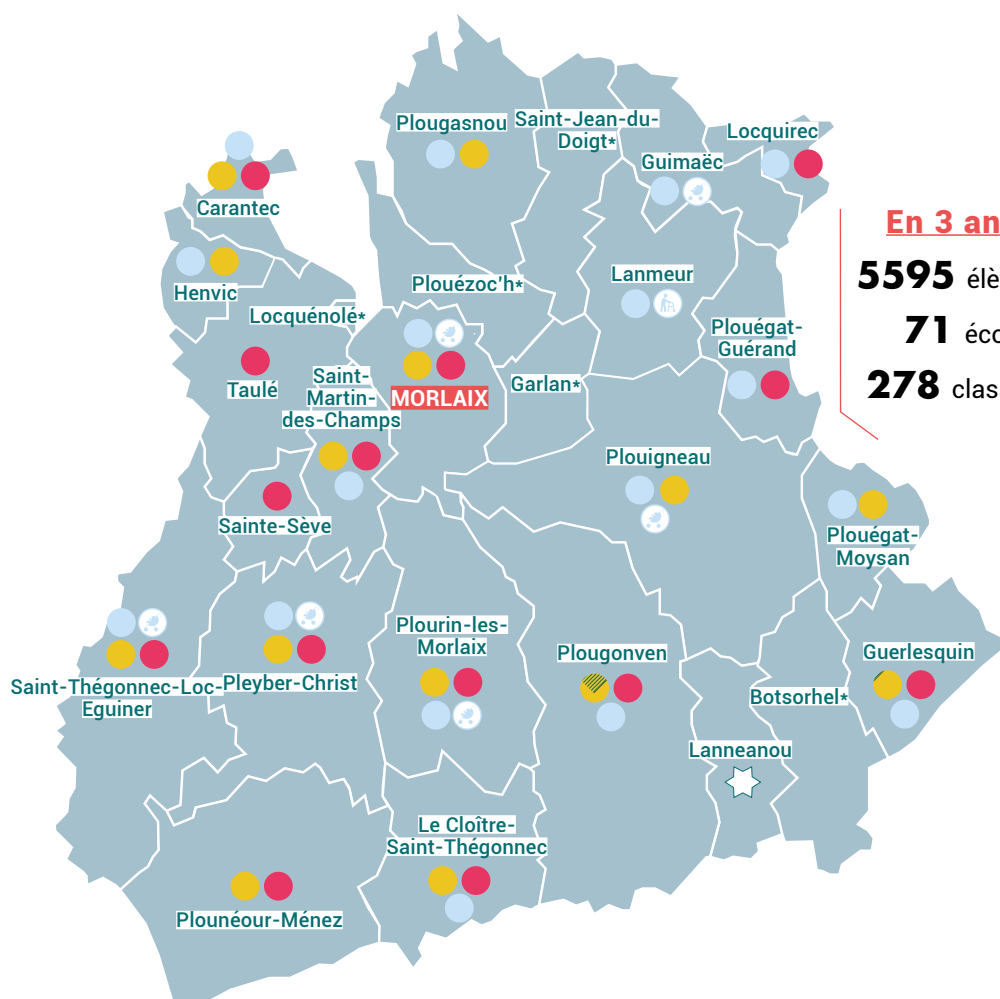 Plougasnou
Saint-Jean-du-
Doigt*
Locquirec
Guimaëc
Carantec
Henvic
Plouézoc'h*
Lanmeur
Locquénolé*
Plouégat-
Guérand
Taulé
Saint-
Martin-
des-Champs
MORLAIX
Garlan*
Plouigneau
Sainte-Sève
Plouégat-
Moysan
Plourin-les-
Morlaix
Plougonven
Guerlesquin
Saint-Thégonnec-Loc-
Eguiner
Pleyber-Christ
Botsorhel*
Lanneanou
Le Cloître-
Saint-Thégonnec
Plounéour-Ménez
En 3 an
5595 élè
71 éco
278 clas